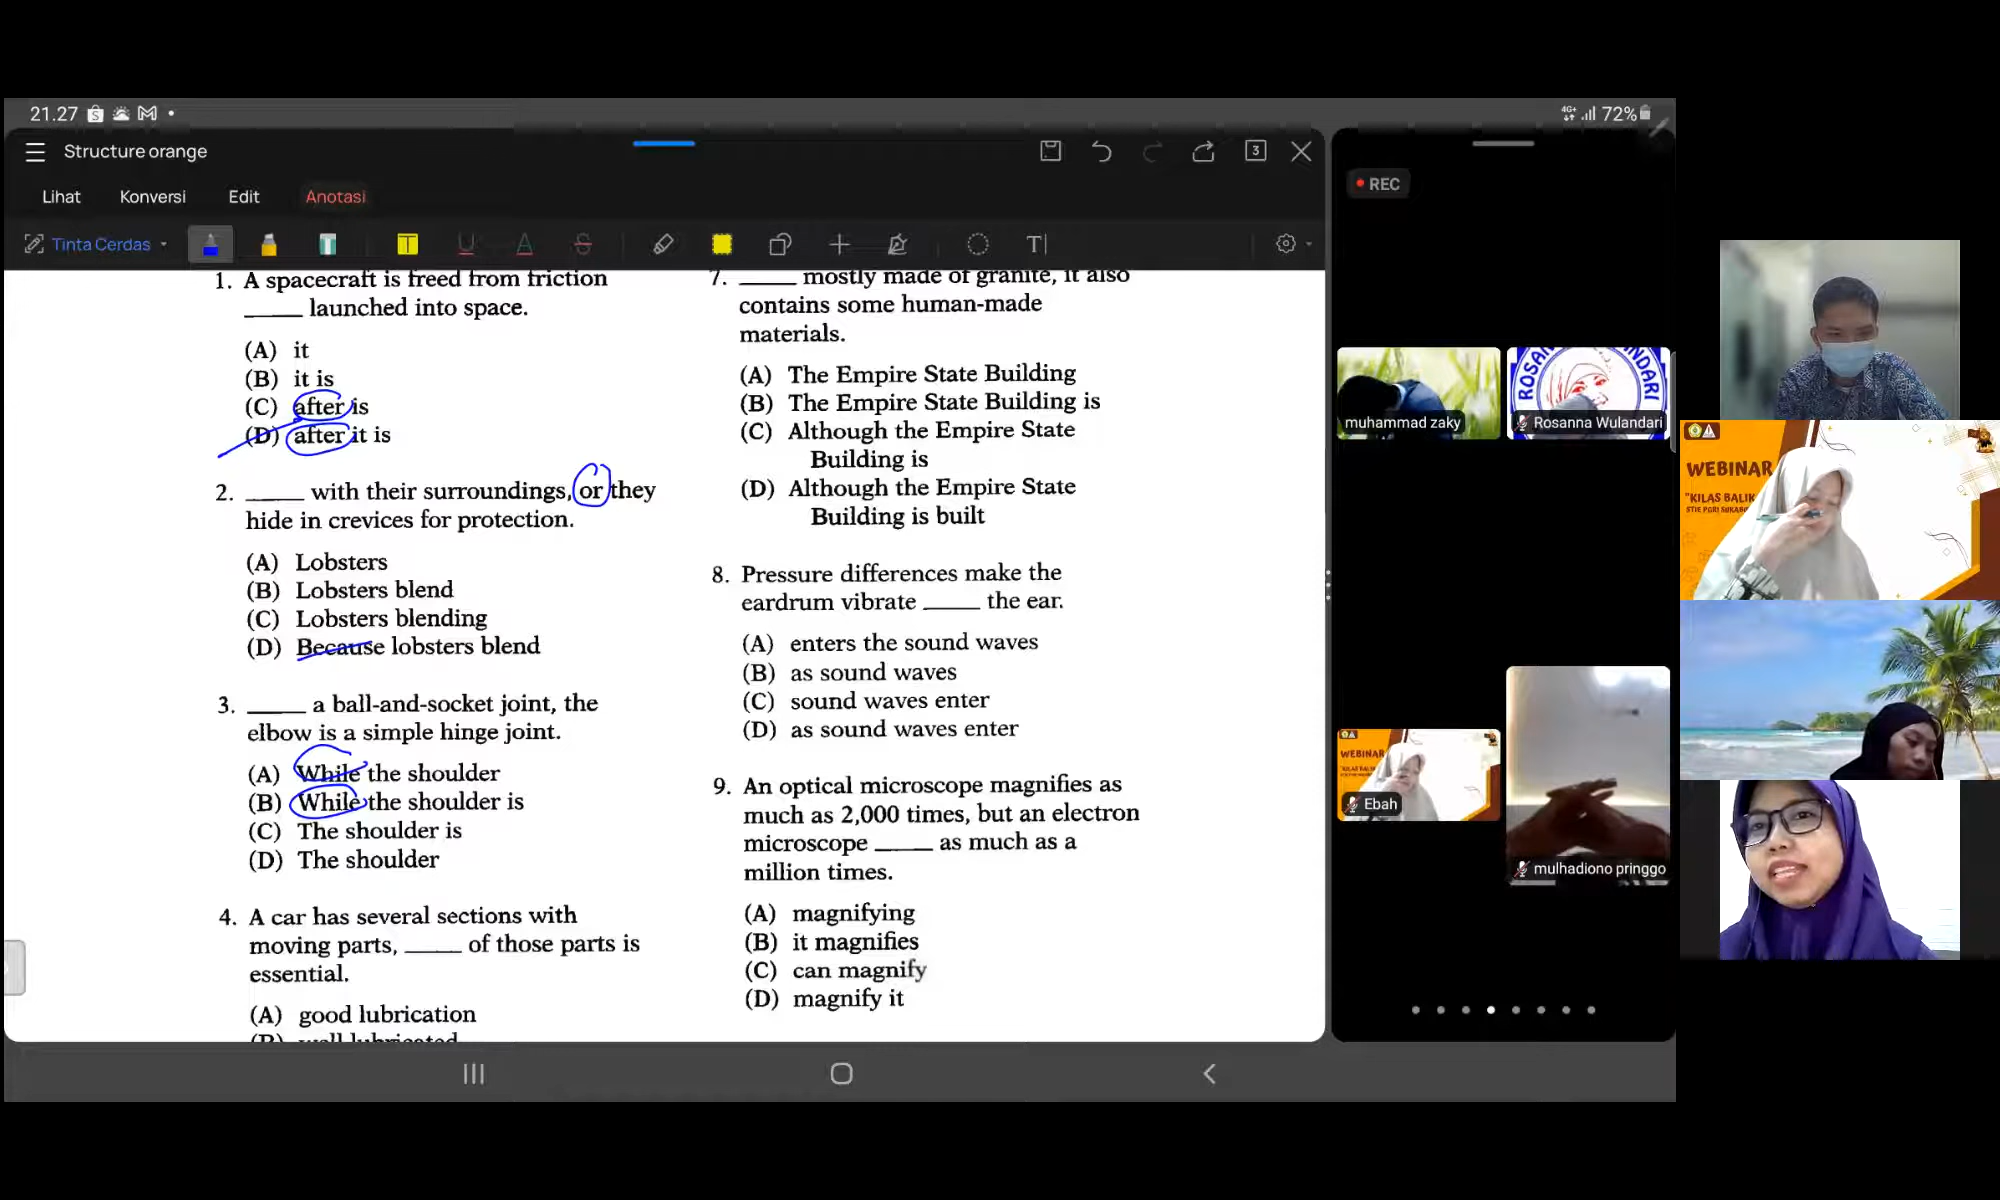 21.27
72%
Structure orange
3
Lihat Konversi Edit Anotasi
Tinta Cerdas
1. A spacecraft is freed from friction
_____ launched into space.
(A) it
(B) it is
(C) after is
(D) after it is
2. _____ with their surroundings, or they
hide in crevices for protection.
(A) Lobsters
(B) Lobsters blend
(C) Lobsters blending
(D) Because lobsters blend
3. _____ a ball-and-socket joint, the
elbow is a simple hinge joint.
(A) While the shoulder
(B) While the shoulder is
(C) The shoulder is
(D) The shoulder
4. A car has several sections with
moving parts, _____ of those parts is
essential.
(A) good lubrication
(B) well lubricated
7. _____ mostly made of granite, it also
contains some human-made
materials.
(A) The Empire State Building
(B) The Empire State Building is
(C) Although the Empire State
Building is
(D) Although the Empire State
Building is built
8. Pressure differences make the
eardrum vibrate _____ the ear.
(A) enters the sound waves
(B) as sound waves
(C) sound waves enter
(D) as sound waves enter
9. An optical microscope magnifies as
much as 2,000 times, but an electron
microscope _____ as much as a
million times.
(A) magnifying
(B) it magnifies
(C) can magnify
(D) magnify it
REC
muhammad zaky
Rosanna Wulandari
WEBINAR
Ebah
mulhadiono pringgo
WEBINAR
"KILAS BALIK
STIE PGRI SUKABU